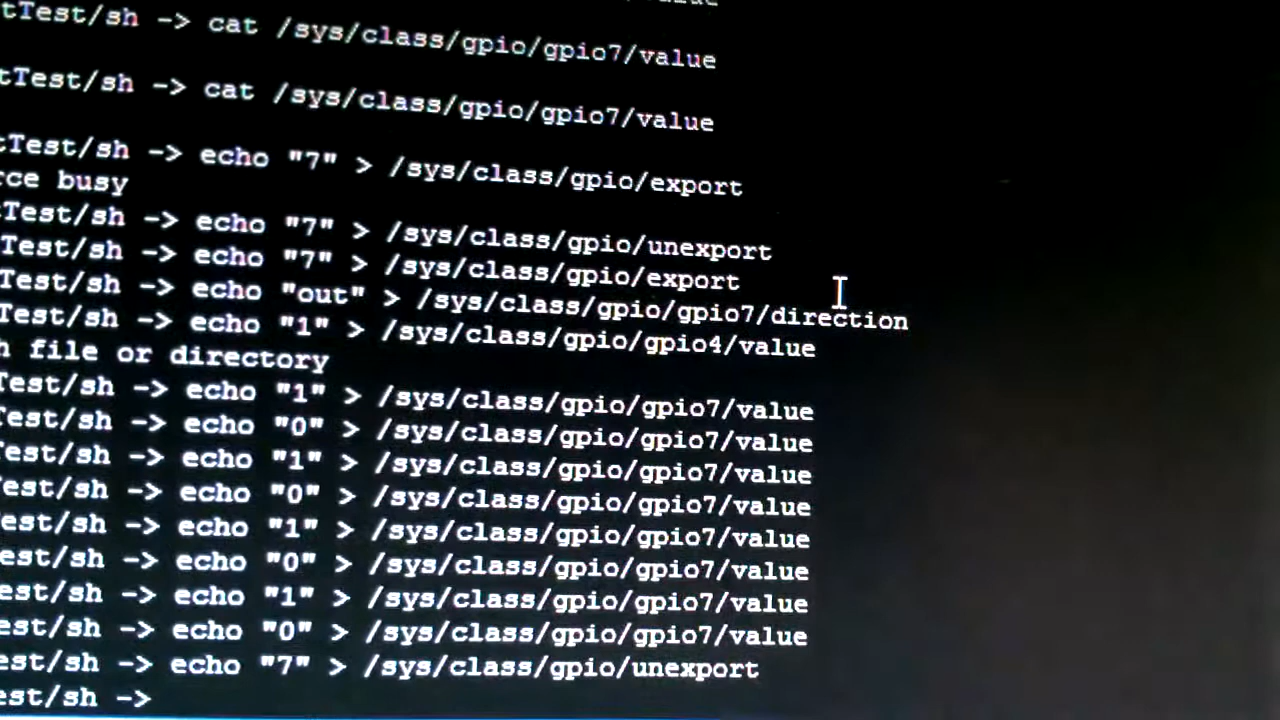 tTest/sh -> cat /sys/class/gpio/gpio7/value
tTest/sh -> cat /sys/class/gpio/gpio7/value
tTest/sh -> echo "7" > /sys/class/gpio/export
rce busy
tTest/sh -> echo "7" > /sys/class/gpio/unexport
Test/sh -> echo "7" > /sys/class/gpio/export
Test/sh -> echo "out" > /sys/class/gpio/gpio7/direction
Test/sh -> echo "1" > /sys/class/gpio/gpio4/value
h file or directory
Test/sh -> echo "1" > /sys/class/gpio/gpio7/value
Test/sh -> echo "0" > /sys/class/gpio/gpio7/value
Test/sh -> echo "1" > /sys/class/gpio/gpio7/value
est/sh -> echo "0" > /sys/class/gpio/gpio7/value
est/sh -> echo "1" > /sys/class/gpio/gpio7/value
est/sh -> echo "0" > /sys/class/gpio/gpio7/value
est/sh -> echo "1" > /sys/class/gpio/gpio7/value
est/sh -> echo "0" > /sys/class/gpio/gpio7/value
est/sh -> echo "7" > /sys/class/gpio/unexport
est/sh ->